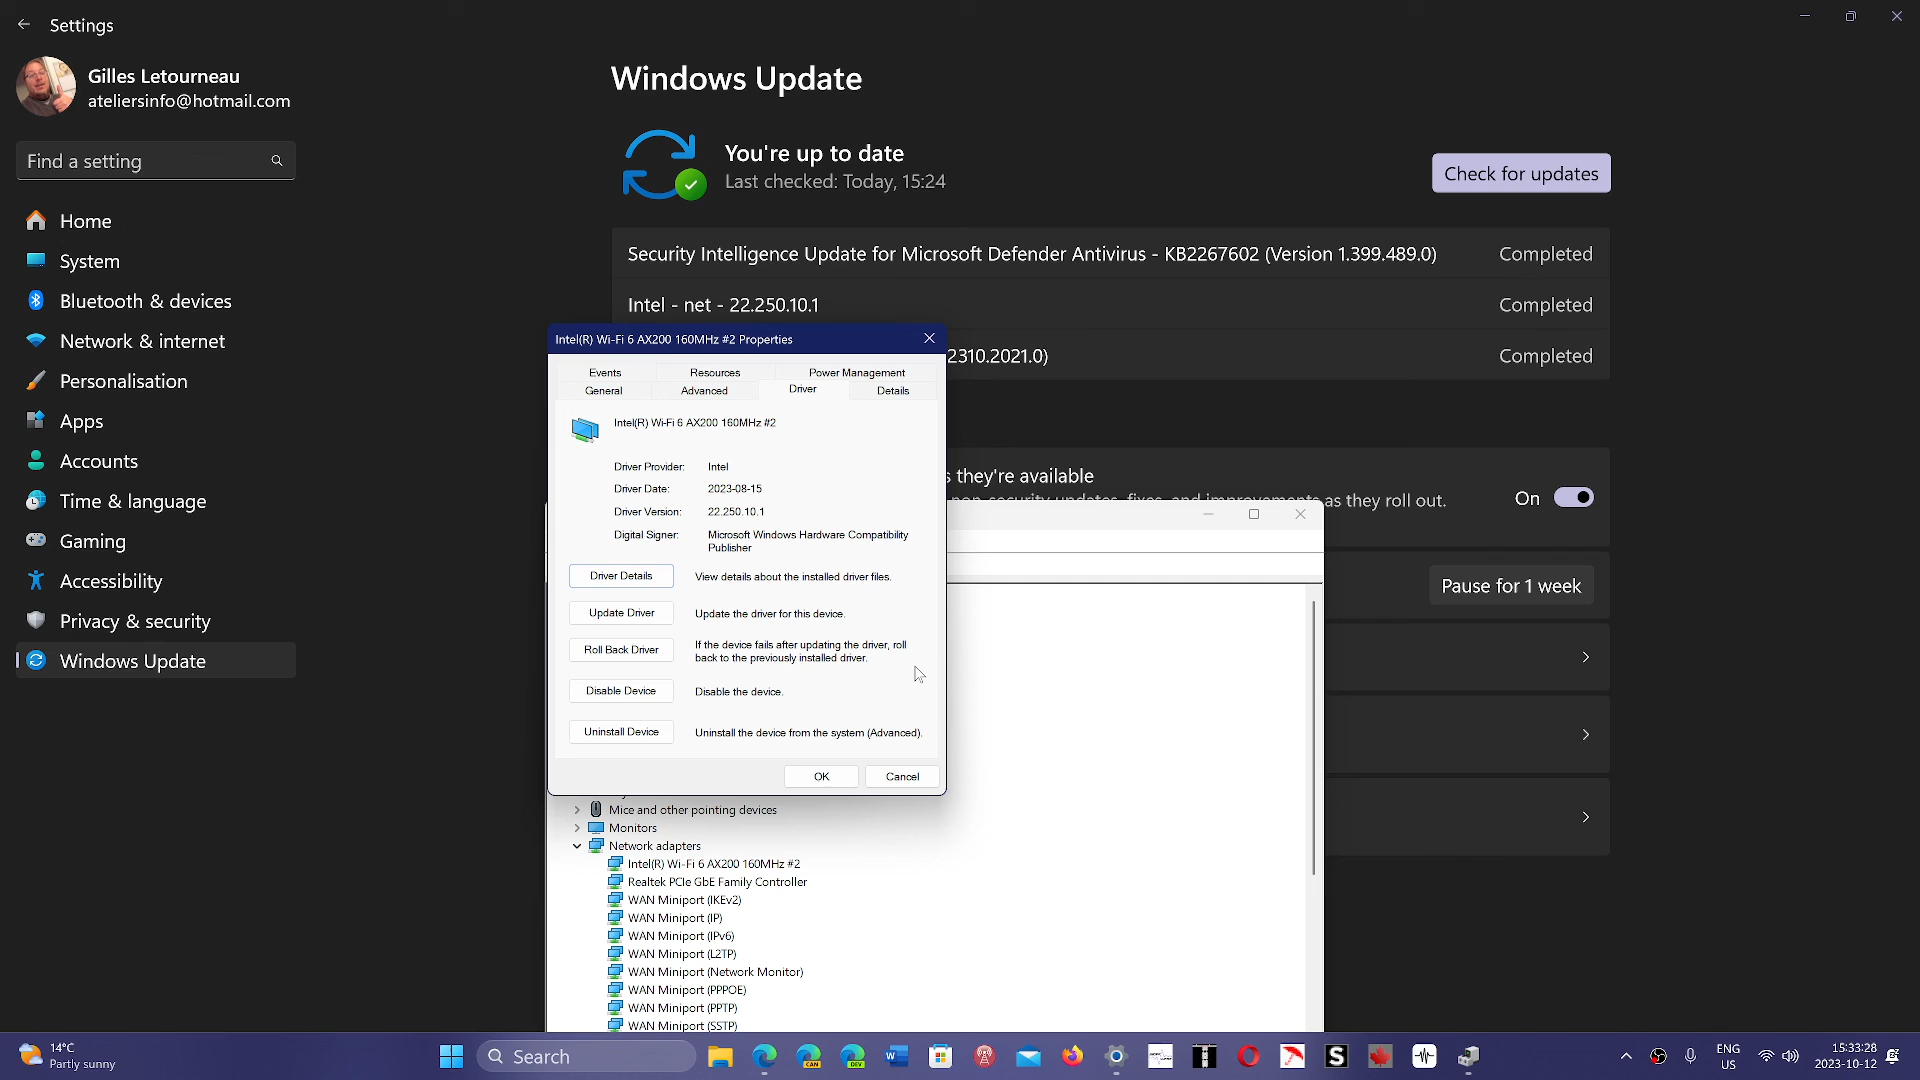 Settings
Gilles Letourneau
ateliersinfo@hotmail.com
Find a setting
Home
System
Bluetooth & devices
Network & internet
Personalisation
Apps
Accounts
Time & language
Gaming
Accessibility
Privacy & security
Windows Update
Windows Update
You're up to date
Last checked: Today, 15:24
Check for updates
Security Intelligence Update for Microsoft Defender Antivirus - KB2267602 (Version 1.399.489.0)
Completed
Intel - net - 22.250.10.1
Completed
2310.2021.0)
Completed
s they're available
non-security updates, fixes, and improvements as they roll out.
On
Pause for 1 week
Intel(R) Wi-Fi 6 AX200 160MHz #2 Properties
Events
Resources
Power Management
General
Advanced
Driver
Details
Intel(R) Wi-Fi 6 AX200 160MHz #2
Driver Provider:
Intel
Driver Date:
2023-08-15
Driver Version:
22.250.10.1
Digital Signer:
Microsoft Windows Hardware Compatibility
Publisher
Driver Details
View details about the installed driver files.
Update Driver
Update the driver for this device.
Roll Back Driver
If the device fails after updating the driver, roll
back to the previously installed driver.
Disable Device
Disable the device.
Uninstall Device
Uninstall the device from the system (Advanced).
OK
Cancel
Mice and other pointing devices
Monitors
Network adapters
Intel(R) Wi-Fi 6 AX200 160MHz #2
Realtek PCIe GbE Family Controller
WAN Miniport (IKEv2)
WAN Miniport (IP)
WAN Miniport (IPv6)
WAN Miniport (L2TP)
WAN Miniport (Network Monitor)
WAN Miniport (PPPOE)
WAN Miniport (PPTP)
WAN Miniport (SSTP)
14°C
Partly sunny
Search
CAN
DEV
W
S
ENG
US
15:33:28
2023-10-12